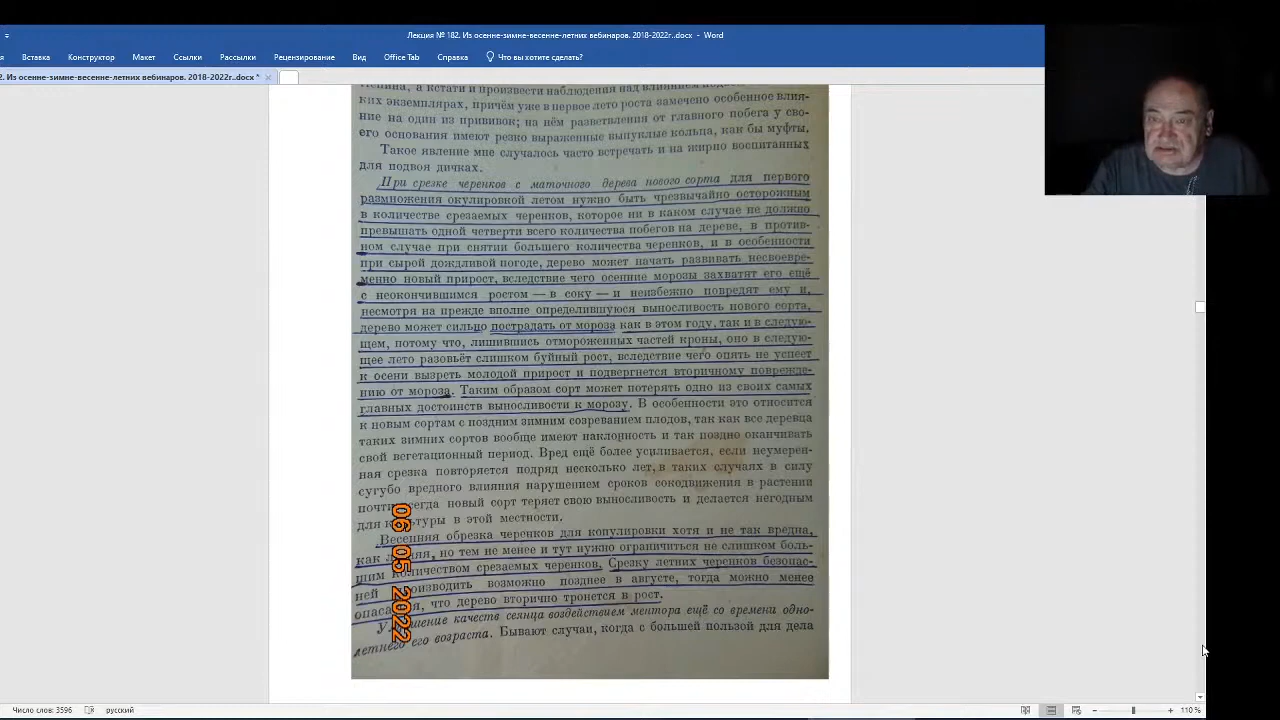 Лекция № 182. Из осенне-зимне-весенне-летних вебинаров. 2018-2022г..docx - Word
я Вставка Конструктор Макет Ссылки Рассылки Рецензирование Вид Office Tab Справка Что вы хотите сделать?
2. Из осенне-зимне-весенне-летних вебинаров. 2018-2022г..docx *
а кстати и произвести наблюдения над влиянием
ких экземплярах, причём уже в первое лето роста замечено особенное влия-
ние на один из прививок; на нём разветвления от главного побега у сво-
его основания имеют резко выраженные выпуклые кольца, как бы муфты.
Такое явление мне случалось часто встречать и на жирно воспитанных
для подвоя дичках.
При срезке черенков с маточного дерева нового сорта для первого
размножения окулировкой летом нужно быть чрезвычайно осторожным
в количестве срезаемых черенков, которое ни в каком случае не должно
превышать одной четверти всего количества побегов на дереве, в против-
ном случае при снятии большего количества черенков, и в особенности
при сырой дождливой погоде, дерево может начать развивать несвоевре-
менно новый прирост, вследствие чего осенние морозы захватят его ещё
с неокончившимся ростом — в соку — и неизбежно повредят ему и,
несмотря на прежде вполне определившуюся выносливость нового сорта,
дерево может сильно пострадать от мороза как в этом году, так и в следую-
щем, потому что, лишившись отмороженных частей кроны, оно в следую-
щее лето разовьёт слишком буйный рост, вследствие чего опять не успеет
к осени вызреть молодой прирост и подвергнется вторичному поврежде-
нию от мороза. Таким образом сорт может потерять одно из своих самых
главных достоинств выносливости к морозу. В особенности это относится
к новым сортам с поздним зимним созреванием плодов, так как все деревца
таких зимних сортов вообще имеют наклонность и так поздно оканчивать
свой вегетационный период. Вред ещё более усиливается, если неумерен-
ная срезка повторяется подряд несколько лет, в таких случаях в силу
сугубо вредного влияния нарушением сроков сокодвижения в растении
почти всегда новый сорт теряет свою выносливость и делается негодным
для культуры в этой местности.
Весенняя обрезка черенков для копулировки хотя и не так вредна,
как летняя, но тем не менее и тут нужно ограничиться не слишком боль-
шим количеством срезаемых черенков. Срезку летних черенков безопас-
ней производить возможно позднее в августе, тогда можно менее
опасаться, что дерево вторично тронется в рост.
Улучшение качеств сеянца воздействием ментора ещё со времени одно-
летнего его возраста. Бывают случаи, когда с большей пользой для дела
06 05 2022
Число слов: 3596 русский 110 %